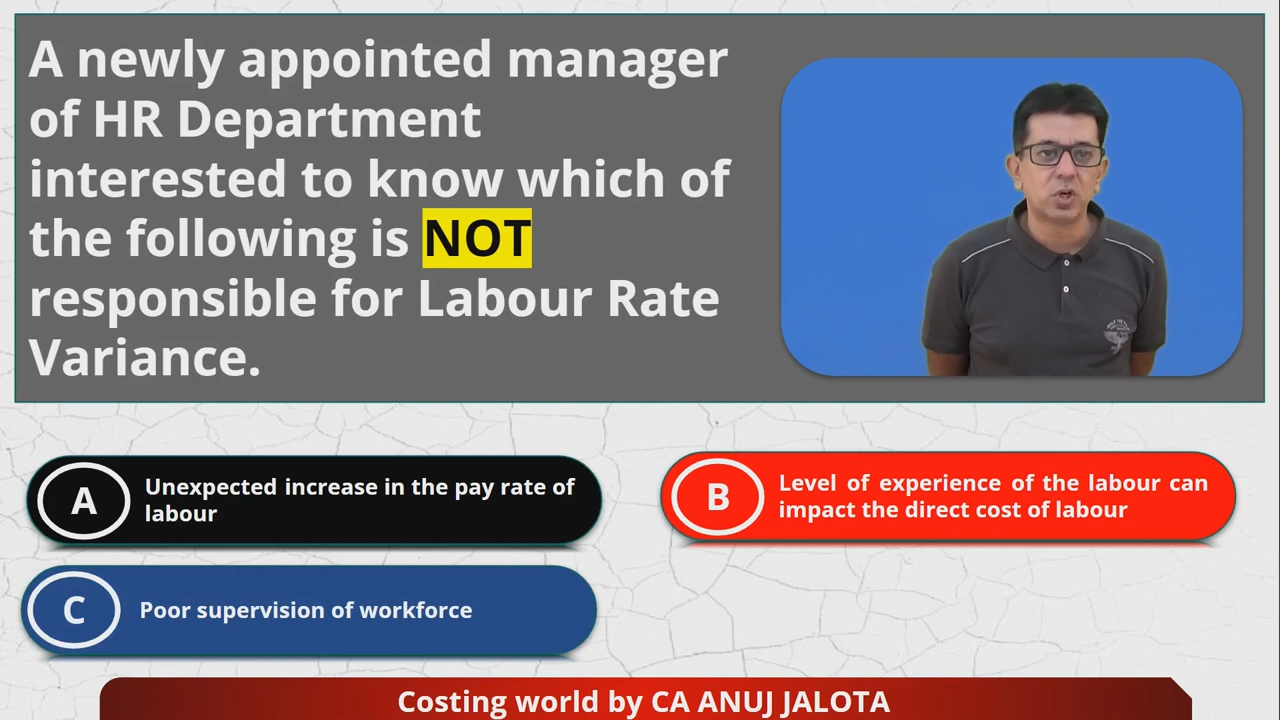 A newly appointed manager
of HR Department
interested to know which of
the following is NOT
responsible for Labour Rate
Variance.
A
Unexpected increase in the pay rate of
labour
B
Level of experience of the labour can
impact the direct cost of labour
C
Poor supervision of workforce
Costing world by CA ANUJ JALOTA